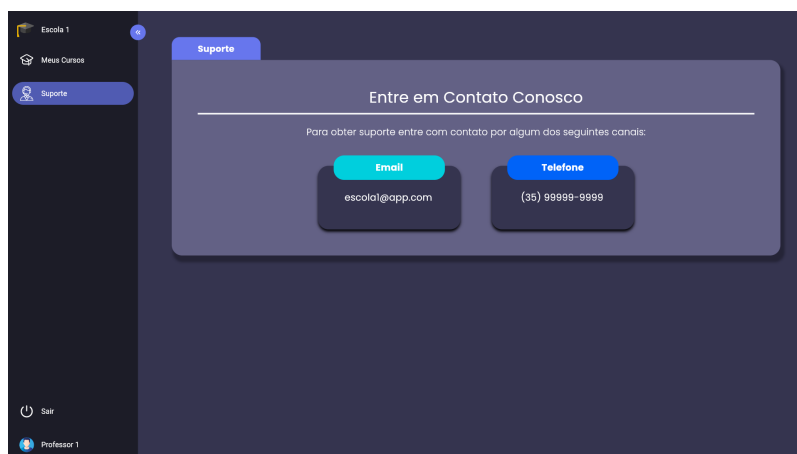 Escola 1
«
Meus Cursos
Suporte
Sair
Professor 1
Suporte
Entre em Contato Conosco
Para obter suporte entre com contato por algum dos seguintes canais:
Email
escola1@app.com
Telefone
(35) 99999-9999